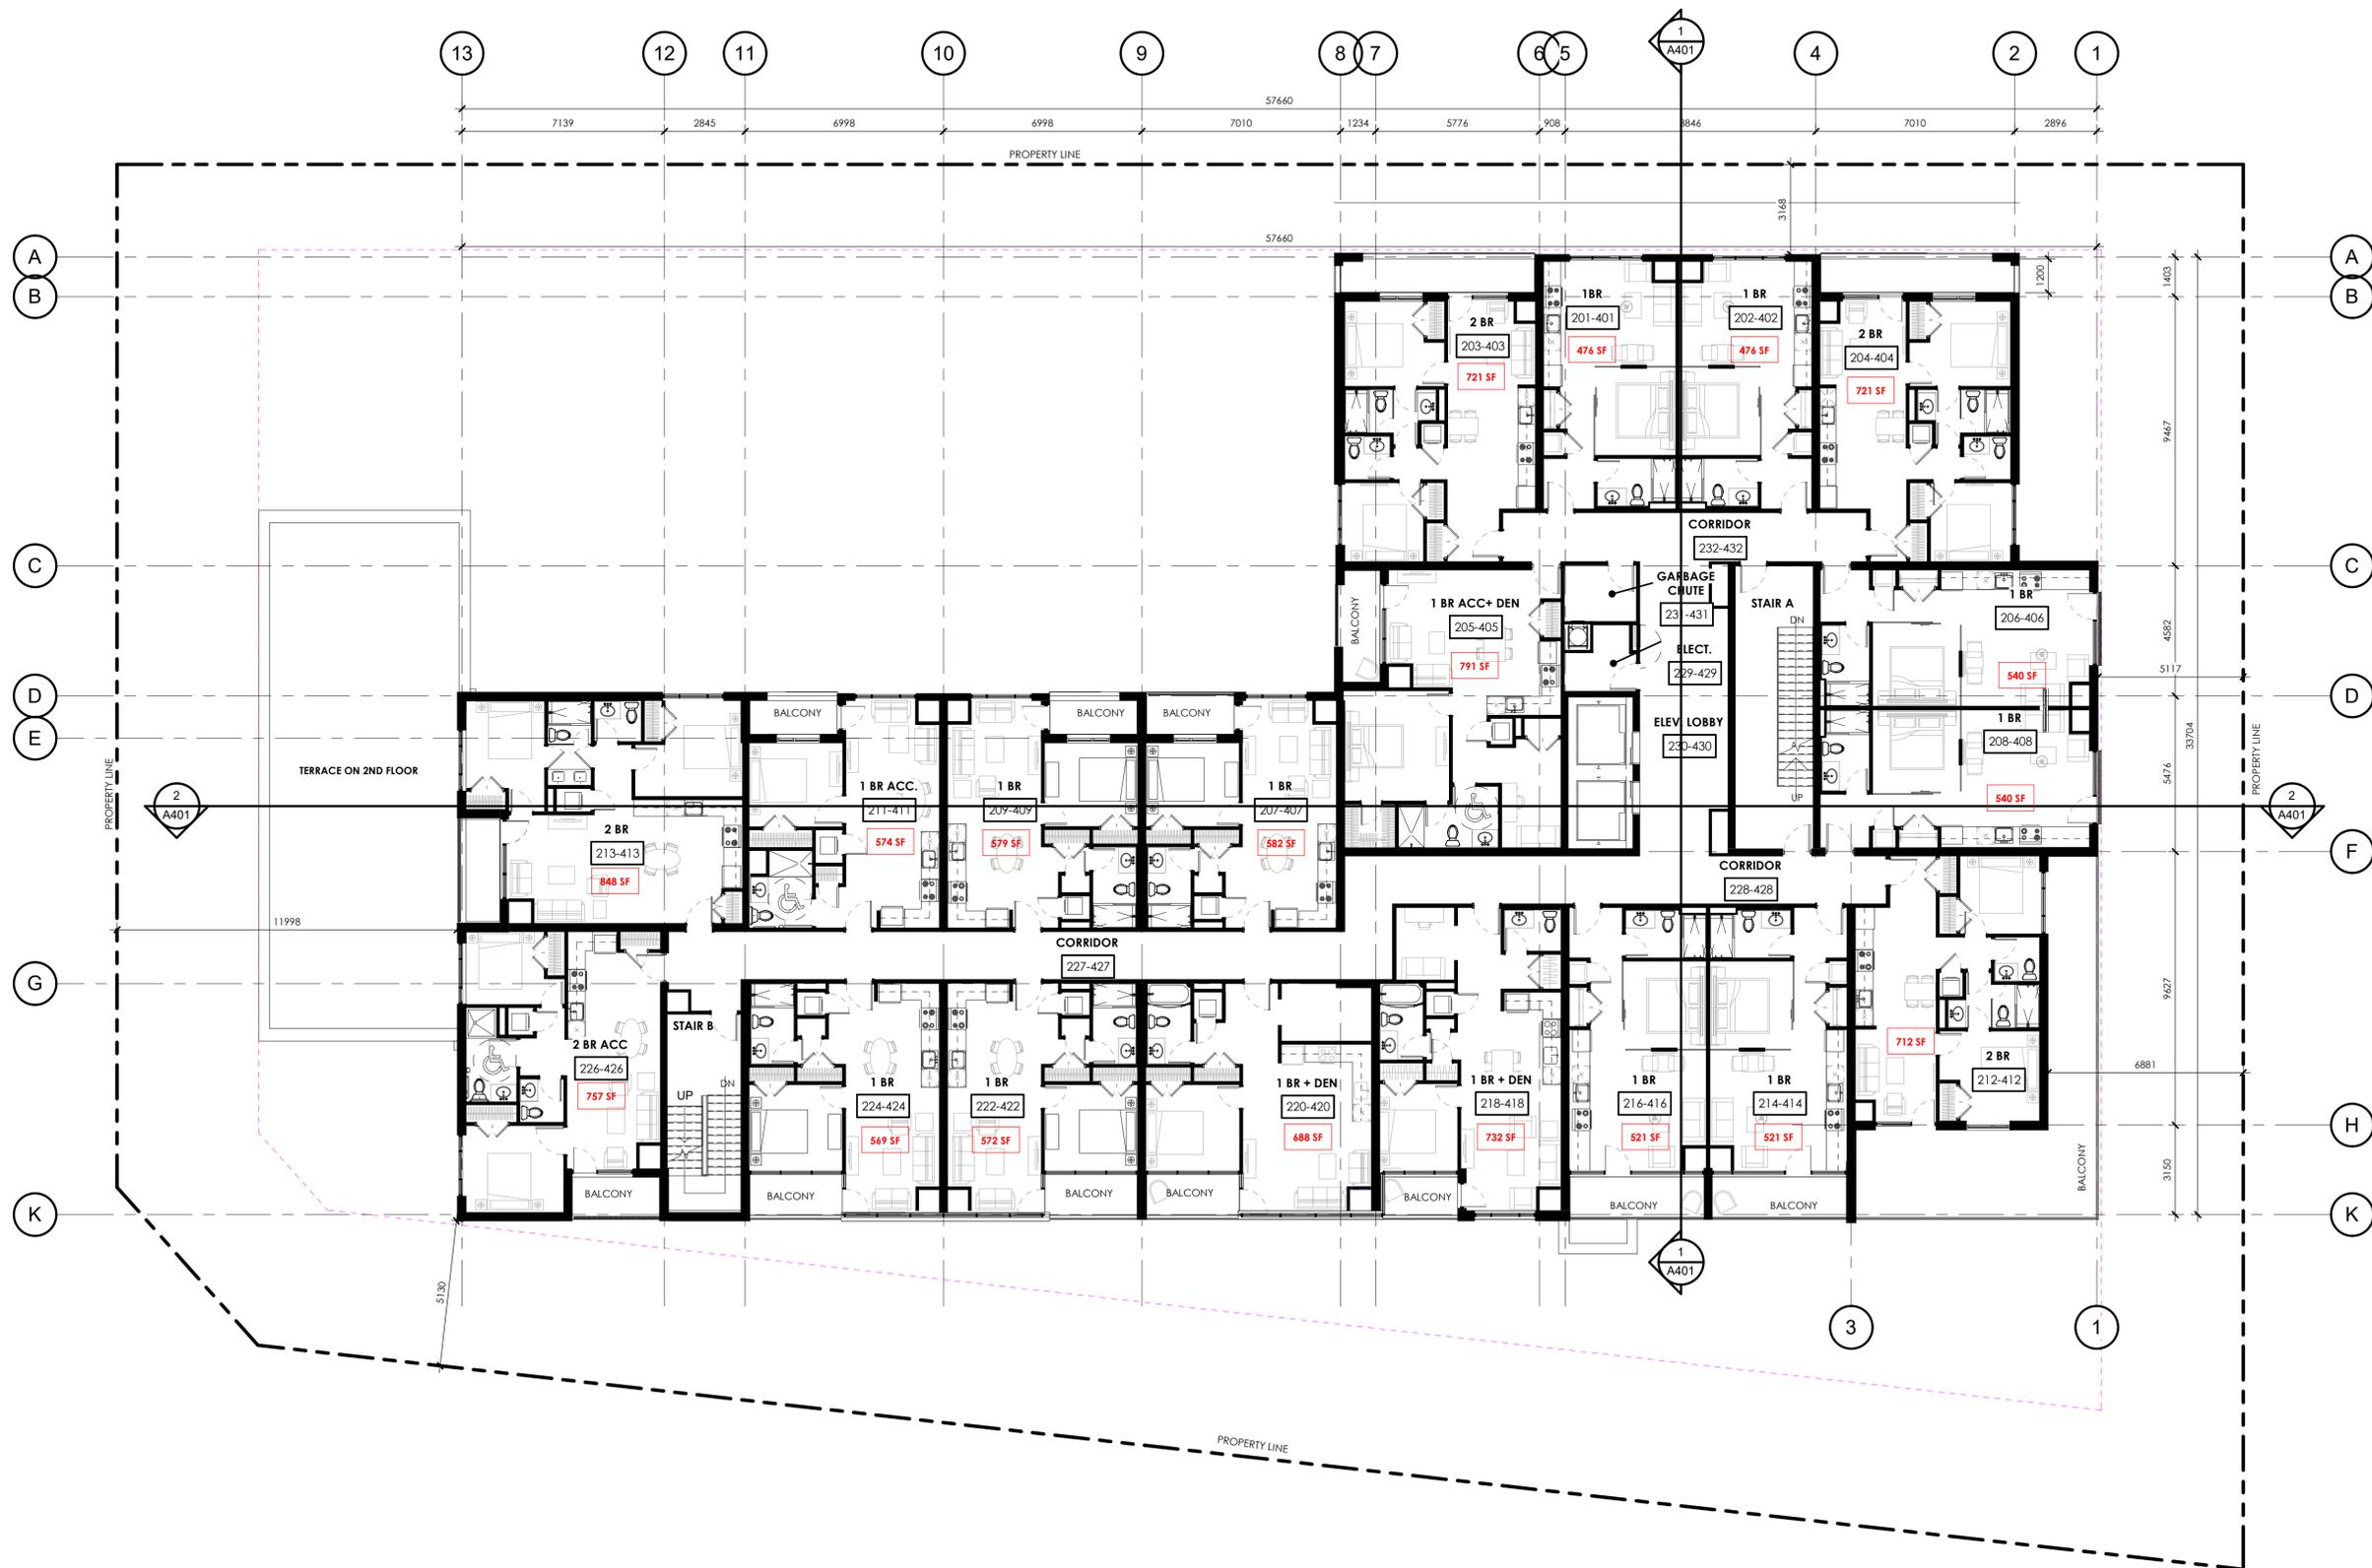 13
12
11
10
9
8
7
6
5
1
A401
4
2
1
57660
7139
2845
6998
6998
7010
1234
5776
908
8846
7010
2896
PROPERTY LINE
3168
57660
A
A
B
B
1200
1403
1BR
201-401
476 SF
1 BR
202-402
476 SF
2 BR
203-403
721 SF
2 BR
204-404
721 SF
9467
CORRIDOR
232-432
C
C
GARBAGE
CHUTE
231-431
STAIR A
DN
UP
BALCONY
1 BR ACC+ DEN
205-405
791 SF
1 BR
206-406
540 SF
4582
ELECT.
229-429
5117
D
D
ELEV. LOBBY
230-430
1 BR
208-408
540 SF
33704
5476
PROPERTY LINE
E
E
BALCONY
BALCONY
BALCONY
TERRACE ON 2ND FLOOR
PROPERTY LINE
2
A401
2
A401
1 BR ACC.
211-411
574 SF
1 BR
209-409
579 SF
1 BR
207-407
582 SF
2 BR
213-413
848 SF
F
F
CORRIDOR
228-428
11998
CORRIDOR
227-427
G
G
9627
STAIR B
UP
DN
2 BR ACC
226-426
757 SF
1 BR
224-424
569 SF
1 BR
222-422
572 SF
1 BR + DEN
220-420
688 SF
1 BR + DEN
218-418
732 SF
1 BR
216-416
521 SF
1 BR
214-414
521 SF
712 SF
2 BR
212-412
6881
H
H
3150
BALCONY
BALCONY
BALCONY
BALCONY
BALCONY
BALCONY
BALCONY
BALCONY
K
K
5130
1
A401
3
1
PROPERTY LINE